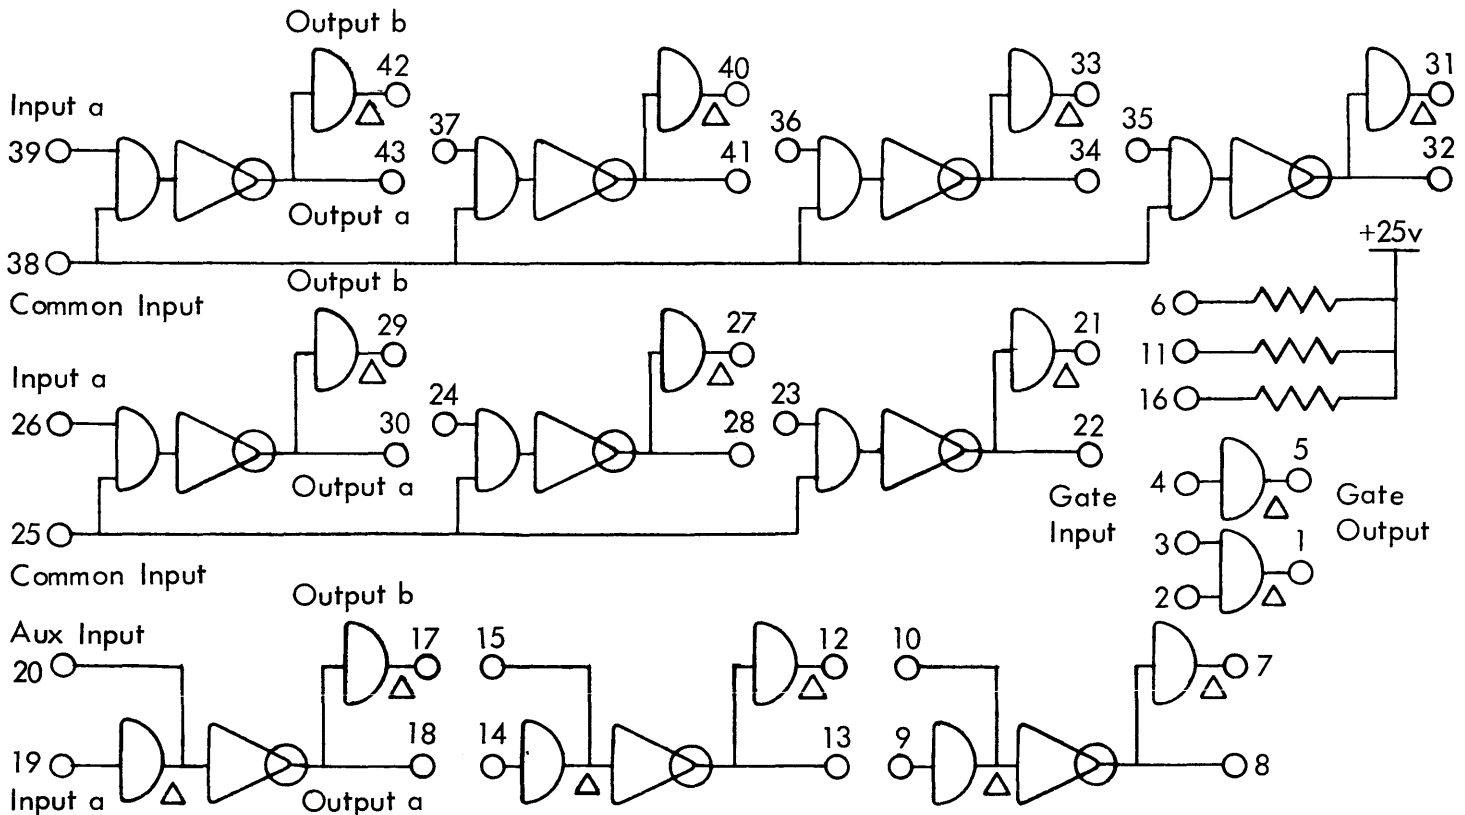 Output b
42 40 33 31
Input a
37 36 35
39 43 41 34 32
Output a
+25v
38
Output b
Common Input
6
29 27 21
11
Input a
24 23 16
26 30 28 22
5
Output a
4
Gate Input
Gate Output
25
3 1
Common Input
2
Output b
Aux Input
17 15 12 10
20 7
18 14 13 9
19 8
Input a
Output a